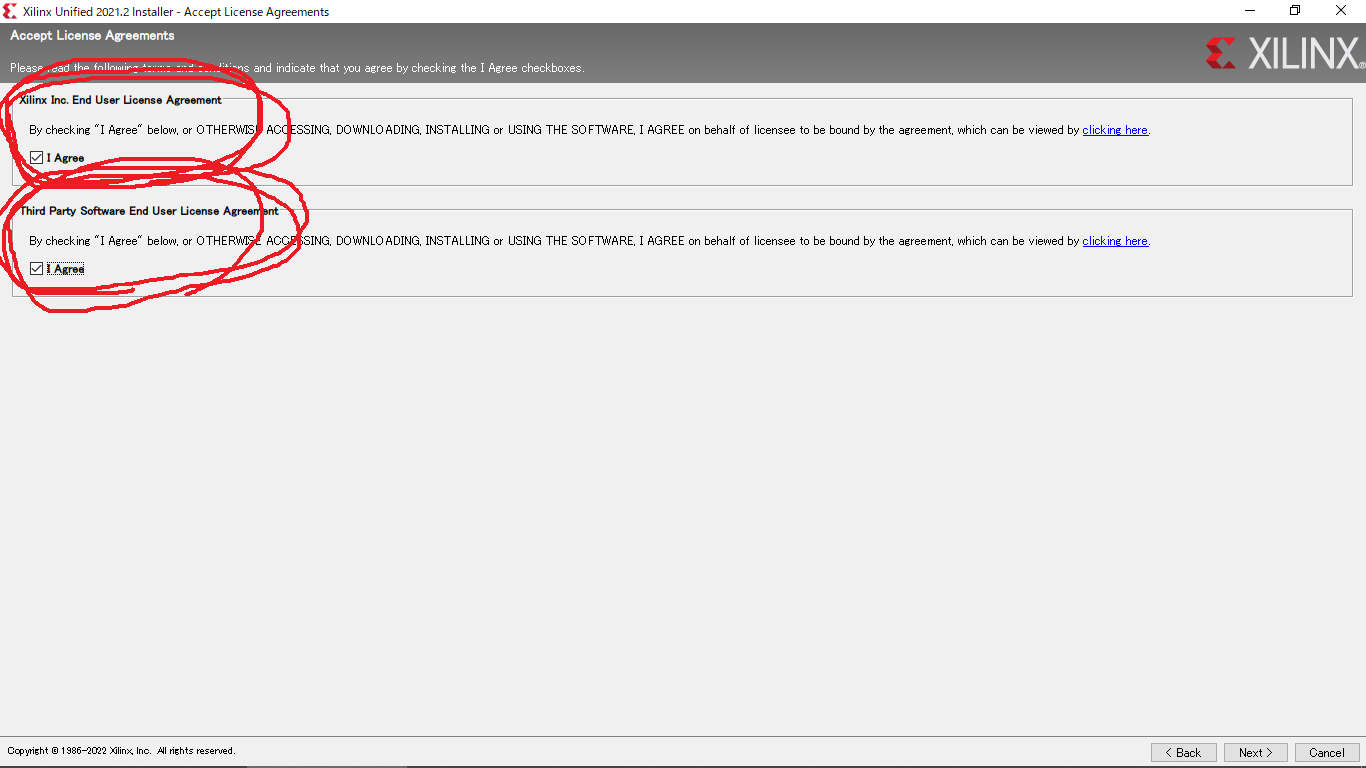 Xilinx Unified 2021.2 Installer - Accept License Agreements
Accept License Agreements
Please read the following terms and conditions and indicate that you agree by checking the I Agree checkboxes.
XILINX®
Xilinx Inc. End User License Agreement
By checking "I Agree" below, or OTHERWISE ACCESSING, DOWNLOADING, INSTALLING or USING THE SOFTWARE, I AGREE on behalf of licensee to be bound by the agreement, which can be viewed by clicking here.
I Agree
Third Party Software End User License Agreement
By checking "I Agree" below, or OTHERWISE ACCESSING, DOWNLOADING, INSTALLING or USING THE SOFTWARE, I AGREE on behalf of licensee to be bound by the agreement, which can be viewed by clicking here.
I Agree
Copyright © 1986-2022 Xilinx, Inc. All rights reserved.
< Back
Next >
Cancel